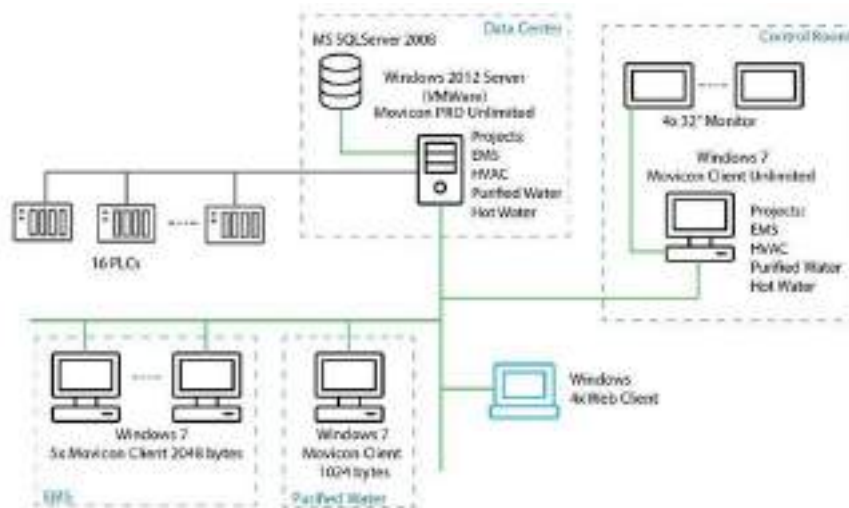 Data Center
MS SQLServer 2008
Windows 2012 Server
(VMWare)
Movicon PRO Unlimited
Projects:
EMS
HVAC
Purified Water
Hot Water
16 PLCs
Control Room
4x 32" Monitor
Windows 7
Movicon Client Unlimited
Projects:
EMS
HVAC
Purified Water
Hot Water
Windows 7
5x Movicon Client 2048 bytes
EMS
Windows 7
Movicon Client
1024 bytes
Purified Water
Windows
4x Web Client